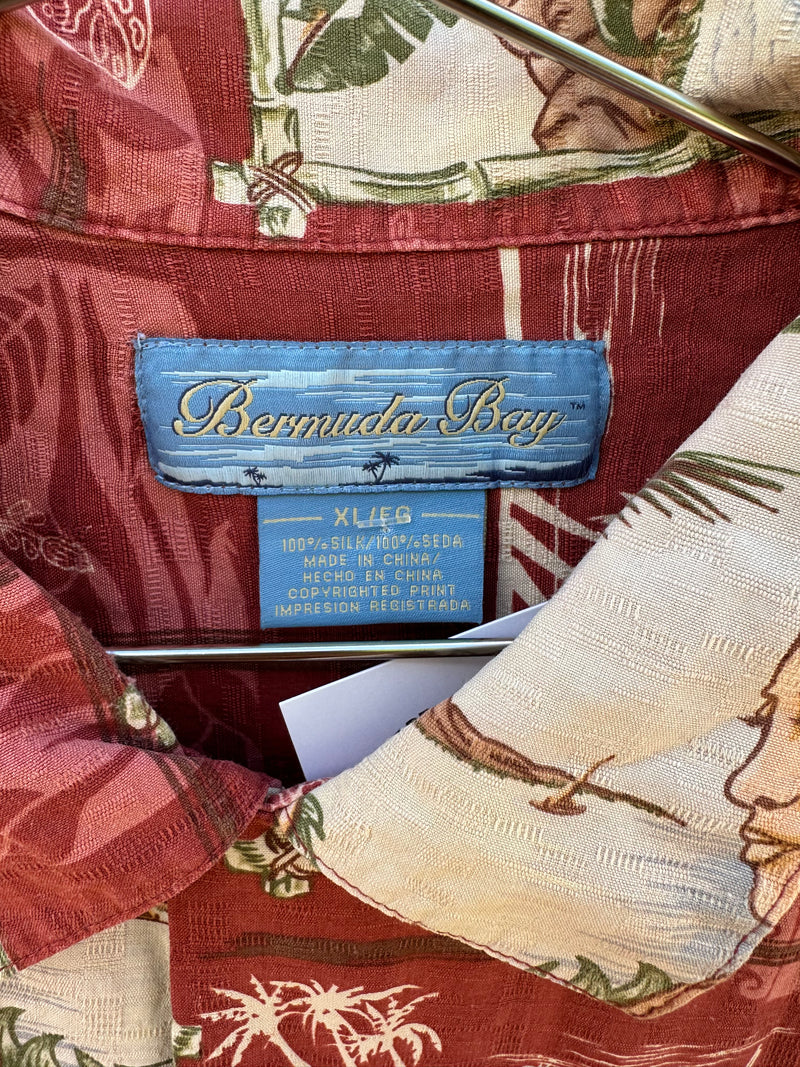 Bermuda Bay™
XL/EG
100%SILK/100%SEDA
MADE IN CHINA/
HECHO EN CHINA
COPYRIGHTED PRINT
IMPRESION REGISTRADA